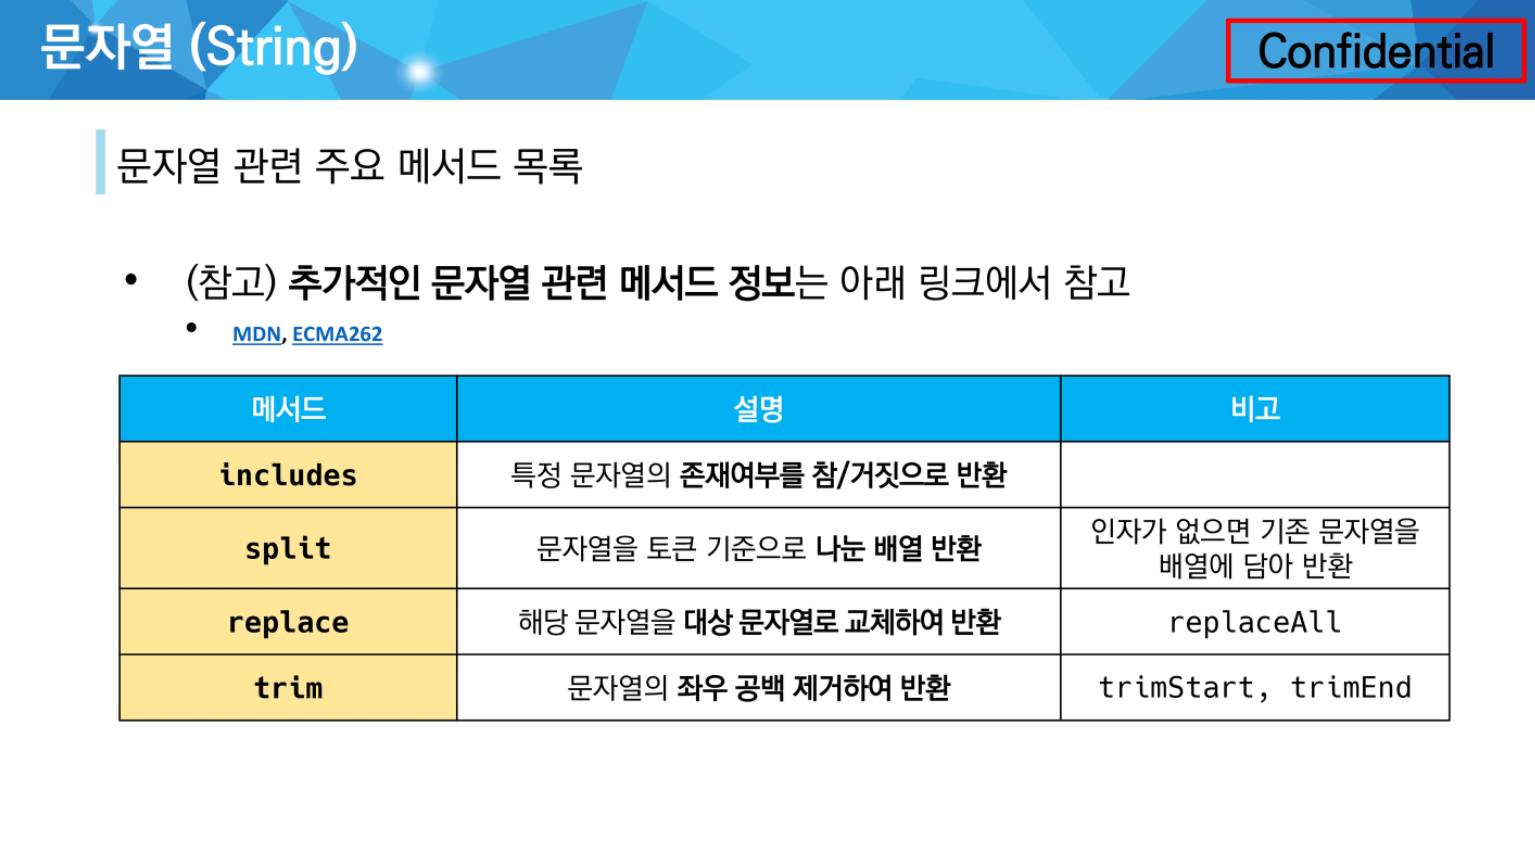 문자열 (String)
Confidential
문자열 관련 주요 메서드 목록
• (참고) 추가적인 문자열 관련 메서드 정보는 아래 링크에서 참고
• MDN, ECMA262
메서드 설명 비고
includes 특정 문자열의 존재여부를 참/거짓으로 반환
split 문자열을 토큰 기준으로 나눈 배열 반환 인자가 없으면 기존 문자열을
배열에 담아 반환
replace 해당 문자열을 대상 문자열로 교체하여 반환 replaceAll
trim 문자열의 좌우 공백 제거하여 반환 trimStart, trimEnd